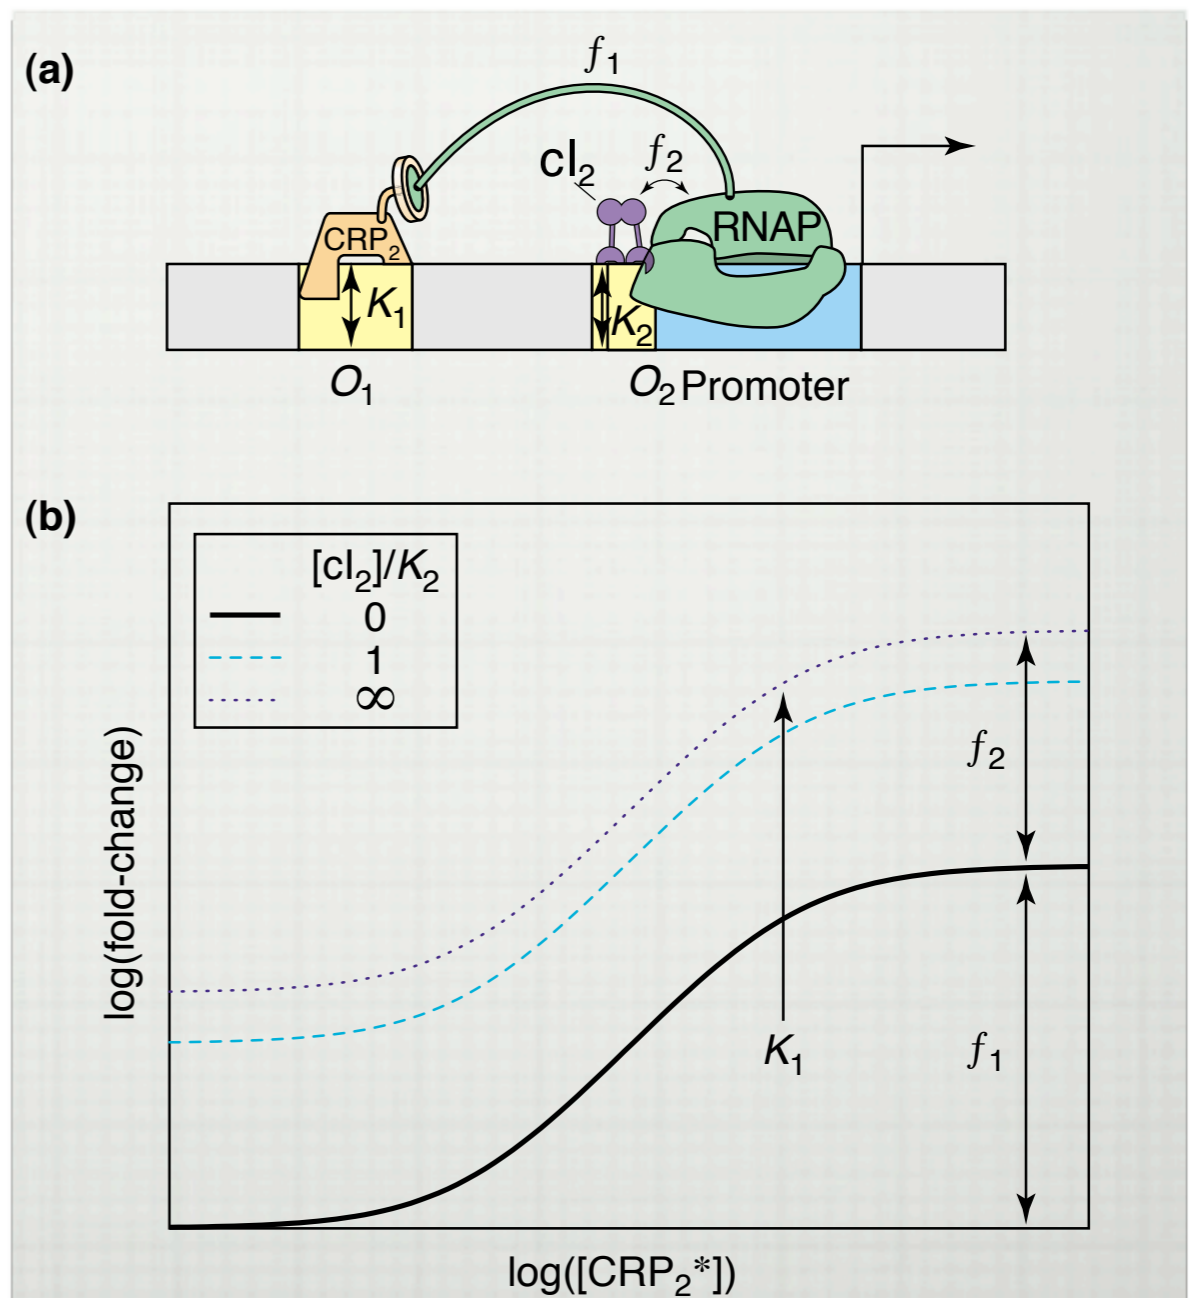 (a)
f₁
cI₂
f₂
RNAP
CRP₂
K₁
K₂
O₁
O₂ Promoter
(b)
[cI₂]/K₂
0
1
∞
f₂
log(fold-change)
K₁
f₁
log([CRP₂*])